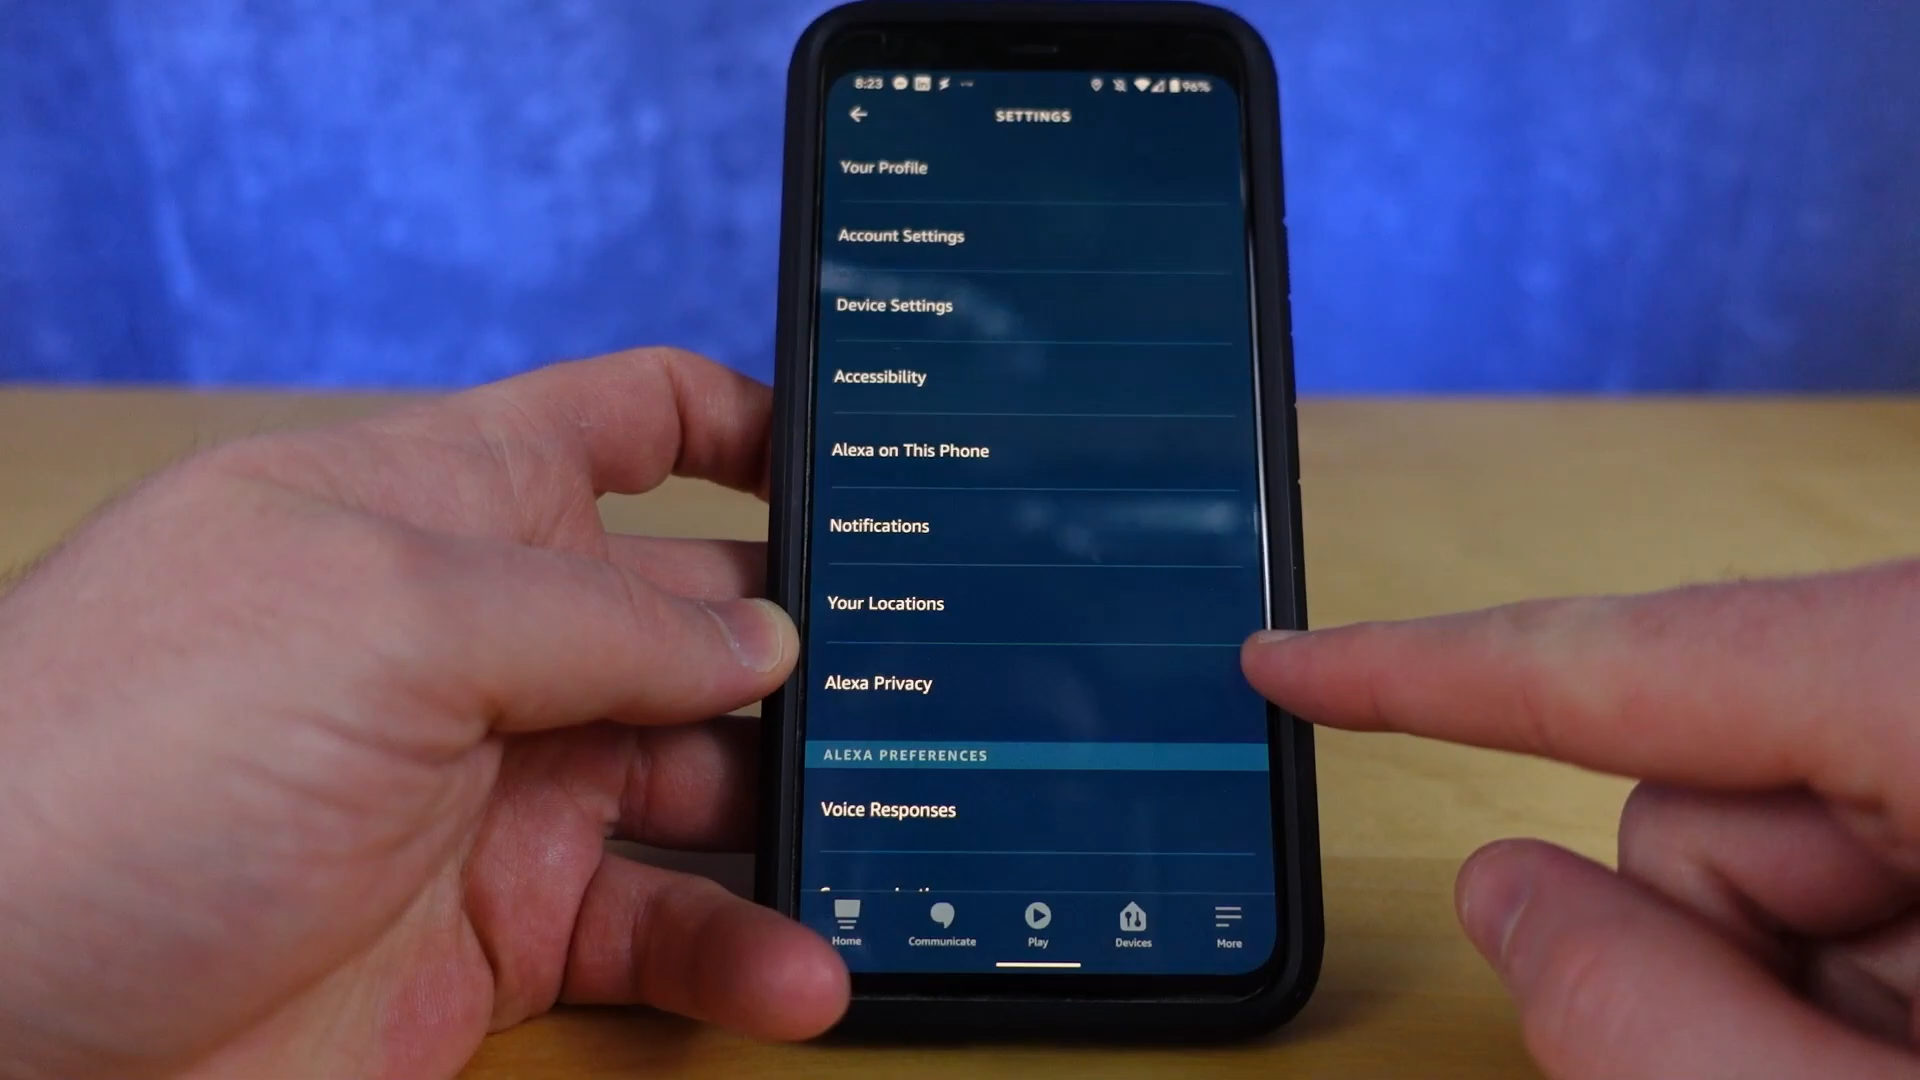 8:23 96%
SETTINGS
Your Profile
Account Settings
Device Settings
Accessibility
Alexa on This Phone
Notifications
Your Locations
Alexa Privacy
ALEXA PREFERENCES
Voice Responses
Home Communicate Play Devices More